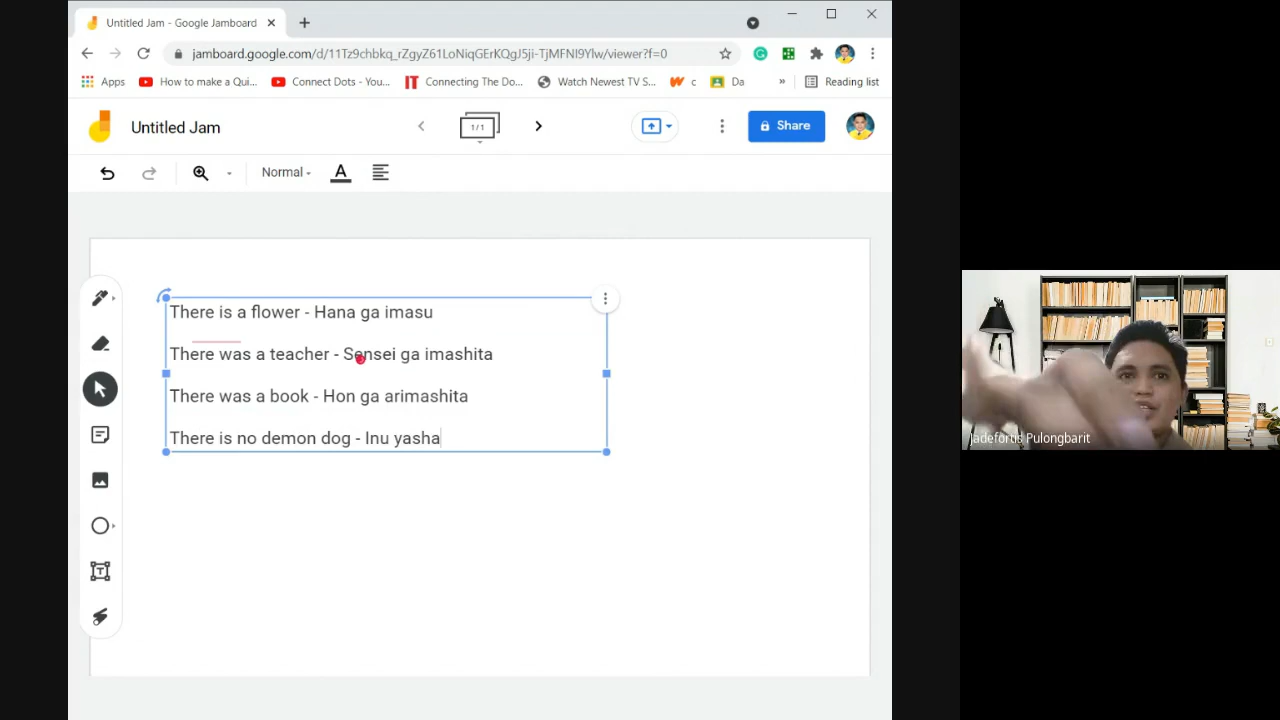 Untitled Jam - Google Jamboard
jamboard.google.com/d/11Tz9chbkq_rZgyZ61LoNiqGErKQgJ5ji-TjMFNI9Ylw/viewer?f=0
Apps
How to make a Qui...
Connect Dots - You...
IT Connecting The Do...
Watch Newest TV S...
c
Da
»
Reading list
Untitled Jam
1/1
Share
Normal
A
There is a flower - Hana ga imasu
There was a teacher - Sensei ga imashita
There was a book - Hon ga arimashita
There is no demon dog - Inu yasha
Jadefortis Pulongbarit